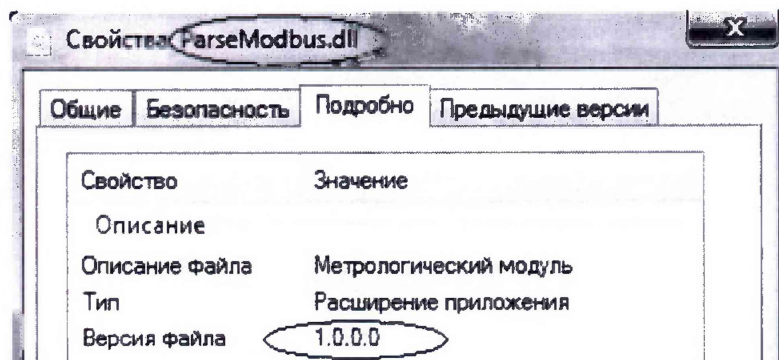 Свойства: ParseModbus.dll
X
Общие Безопасность Подробно Предыдущие версии
Свойство Значение
Описание
Описание файла Метрологический модуль
Тип Расширение приложения
Версия файла 1.0.0.0